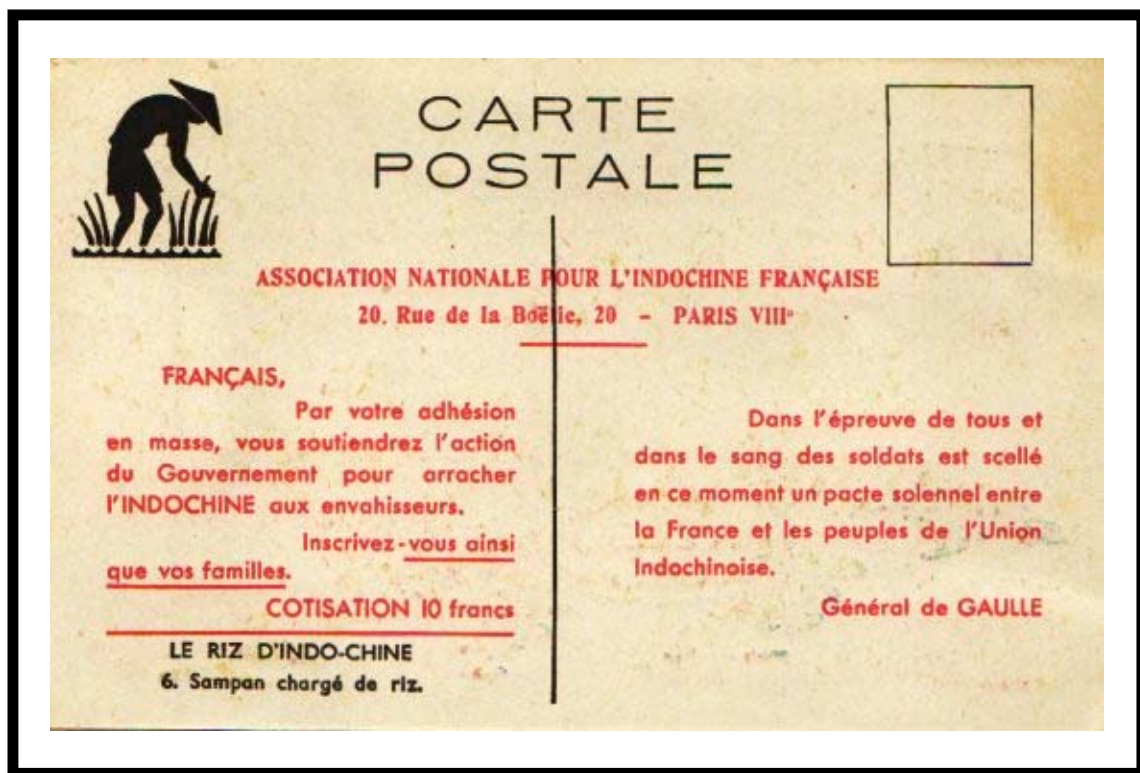 CARTE
POSTALE
ASSOCIATION NATIONALE POUR L'INDOCHINE FRANÇAISE
20. Rue de la Boëtie, 20 – PARIS VIIIe
FRANÇAIS,
Par votre adhésion
en masse, vous soutiendrez l'action
du Gouvernement pour arracher
l'INDOCHINE aux envahisseurs.
Inscrivez-vous ainsi
que vos familles.
COTISATION 10 francs
LE RIZ D'INDO-CHINE
6. Sampan chargé de riz.
Dans l'épreuve de tous et
dans le sang des soldats est scellé
en ce moment un pacte solennel entre
la France et les peuples de l'Union
Indochinoise.
Général de GAULLE